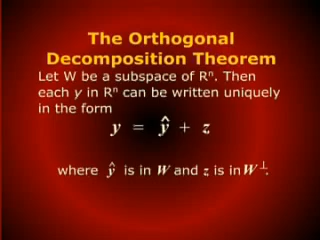 The Orthogonal
Decomposition Theorem
Let W be a subspace of Rⁿ. Then
each y in Rⁿ can be written uniquely
in the form
y = ŷ + z
where ŷ is in W and z is in W⊥.